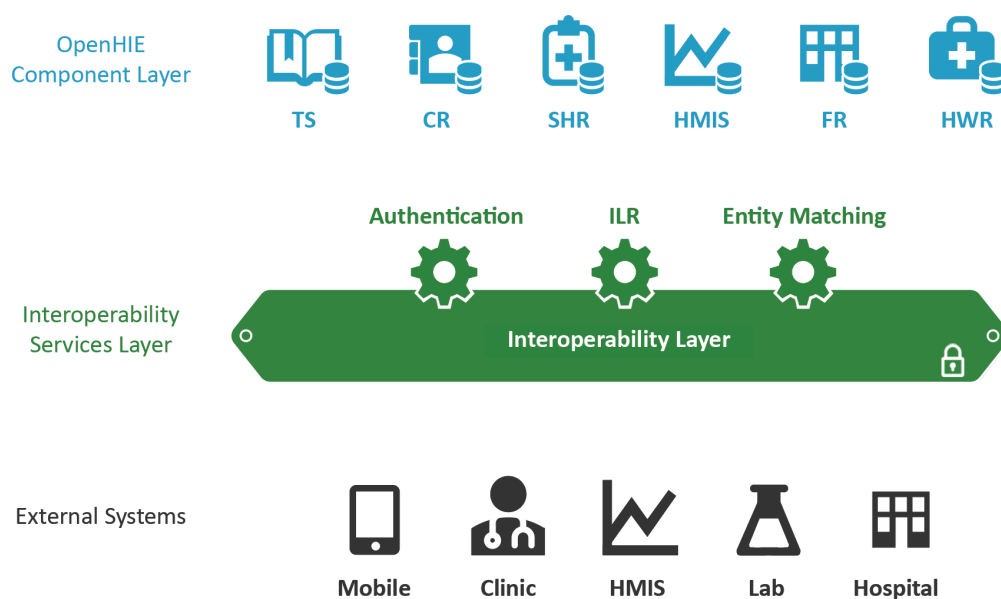 OpenHIE
Component Layer
TS
CR
SHR
HMIS
FR
HWR
Authentication
ILR
Entity Matching
Interoperability
Services Layer
Interoperability Layer
External Systems
Mobile
Clinic
HMIS
Lab
Hospital